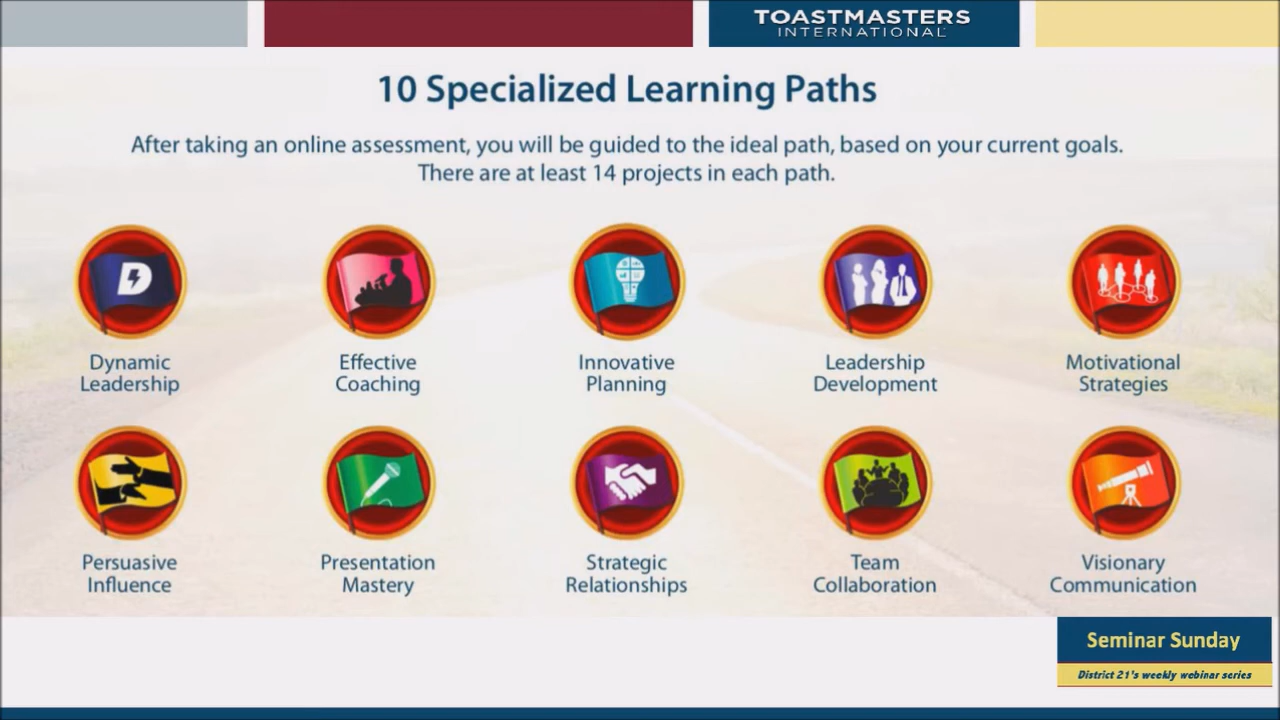 TOASTMASTERS
INTERNATIONAL
10 Specialized Learning Paths
After taking an online assessment, you will be guided to the ideal path, based on your current goals.
There are at least 14 projects in each path.
D
Dynamic
Leadership
Effective
Coaching
Innovative
Planning
Leadership
Development
Motivational
Strategies
Persuasive
Influence
Presentation
Mastery
Strategic
Relationships
Team
Collaboration
Visionary
Communication
Seminar Sunday
District 21's weekly webinar series